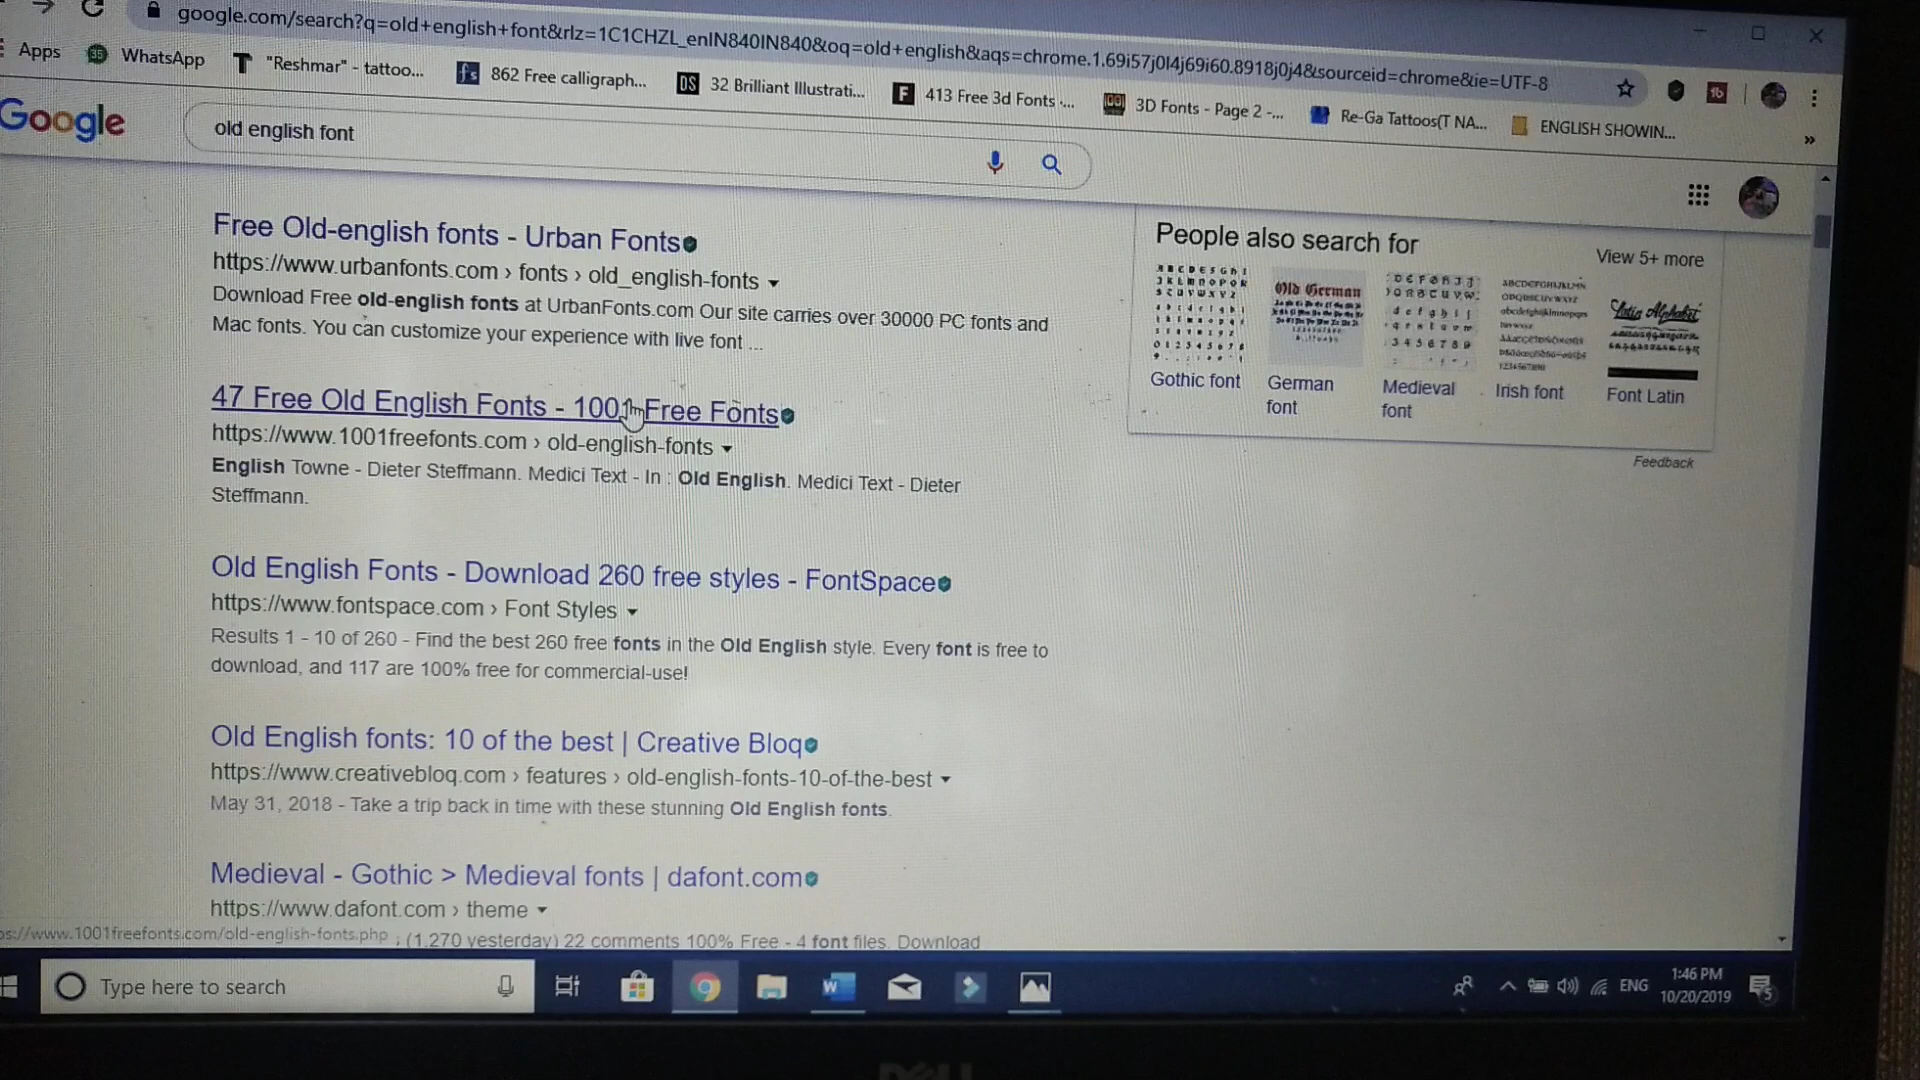 google.com/search?q=old+english+font&rlz=1C1CHZL_enIN840IN840&oq=old+english&aqs=chrome.1.69i57j0l4j69i60.8918j0j4&sourceid=chrome&ie=UTF-8
Apps
WhatsApp
"Reshmar" - tattoo...
862 Free calligraph...
32 Brilliant Illustrati...
413 Free 3d Fonts -...
3D Fonts - Page 2 -...
Re-Ga Tattoos(T NA...
ENGLISH SHOWIN...
»
Google
old english font
Free Old-english fonts - Urban Fonts
https://www.urbanfonts.com › fonts › old_english-fonts
Download Free old-english fonts at UrbanFonts.com Our site carries over 30000 PC fonts and
Mac fonts. You can customize your experience with live font ...
47 Free Old English Fonts - 1001 Free Fonts
https://www.1001freefonts.com › old-english-fonts
English Towne - Dieter Steffmann. Medici Text - In : Old English. Medici Text - Dieter
Steffmann.
Old English Fonts - Download 260 free styles - FontSpace
https://www.fontspace.com › Font Styles
Results 1 - 10 of 260 - Find the best 260 free fonts in the Old English style. Every font is free to
download, and 117 are 100% free for commercial-use!
Old English fonts: 10 of the best | Creative Bloq
https://www.creativebloq.com › features › old-english-fonts-10-of-the-best
May 31, 2018 - Take a trip back in time with these stunning Old English fonts.
Medieval - Gothic > Medieval fonts | dafont.com
https://www.dafont.com › theme
(1,270 yesterday) 22 comments 100% Free - 4 font files. Download
ps://www.1001freefonts.com/old-english-fonts.php
People also search for
View 5+ more
Old German
Latin Alphabet
Gothic font
German
font
Medieval
font
Irish font
Font Latin
Feedback
Type here to search
ENG
1:46 PM
10/20/2019
5
DELL